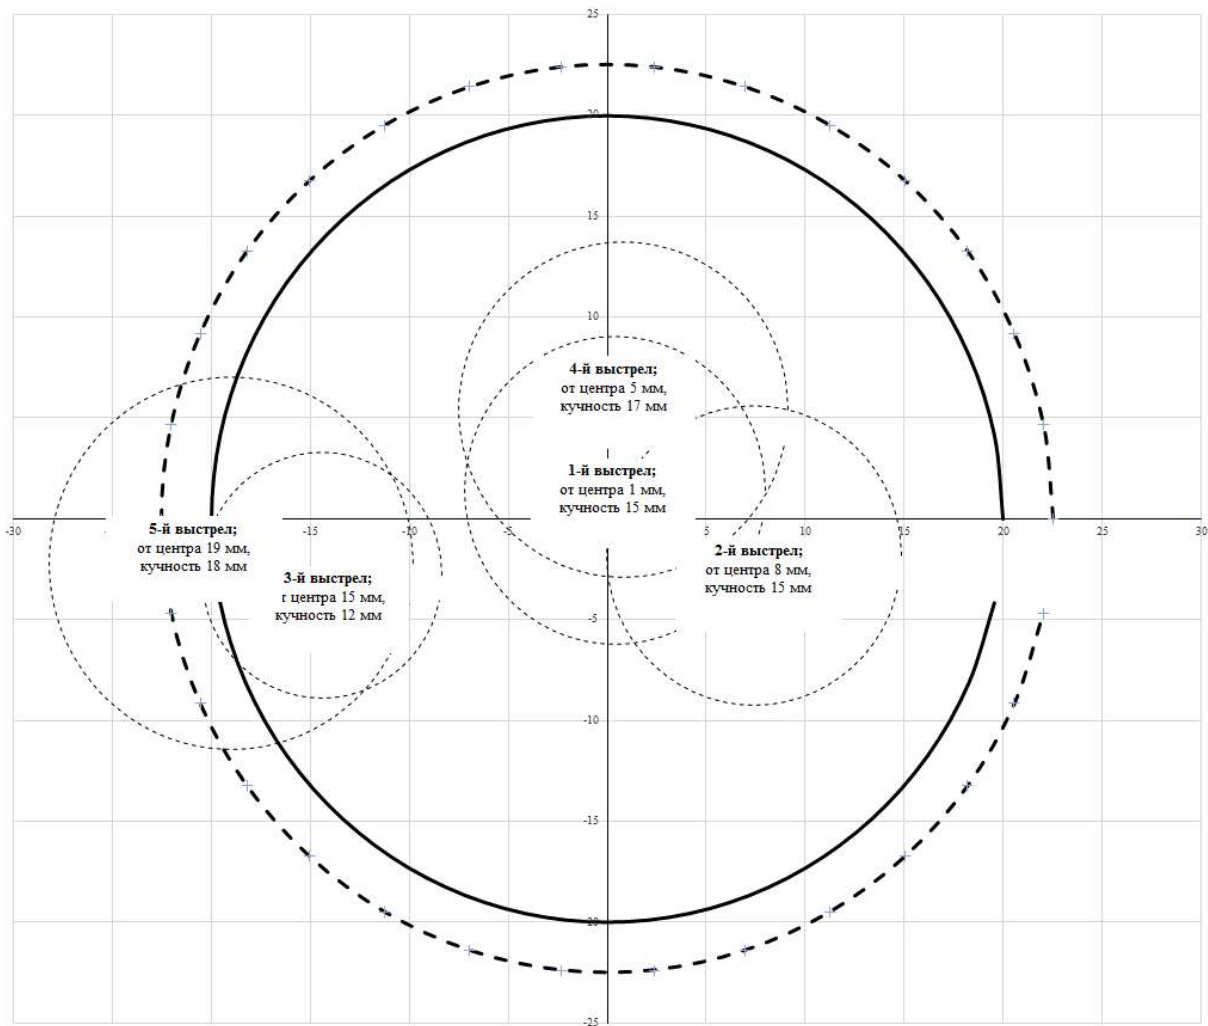 25
20
15
10
4-й выстрел;
от центра 5 мм,
кучность 17 мм
1-й выстрел;
от центра 1 мм,
кучность 15 мм
-30
-15
-10
-5
5
10
15
20
25
30
5-й выстрел;
от центра 19 мм,
кучность 18 мм
2-й выстрел;
от центра 8 мм,
кучность 15 мм
3-й выстрел;
г центра 15 мм,
кучность 12 мм
-5
-10
-15
-20
-25